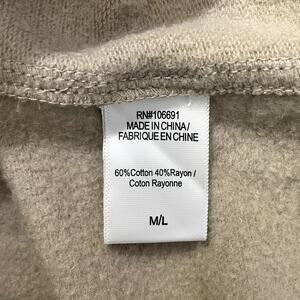 RN#106691
MADE IN CHINA/
FABRIQUE EN CHINE
60%Cotton 40%Rayon/
Coton Rayonne
M/L